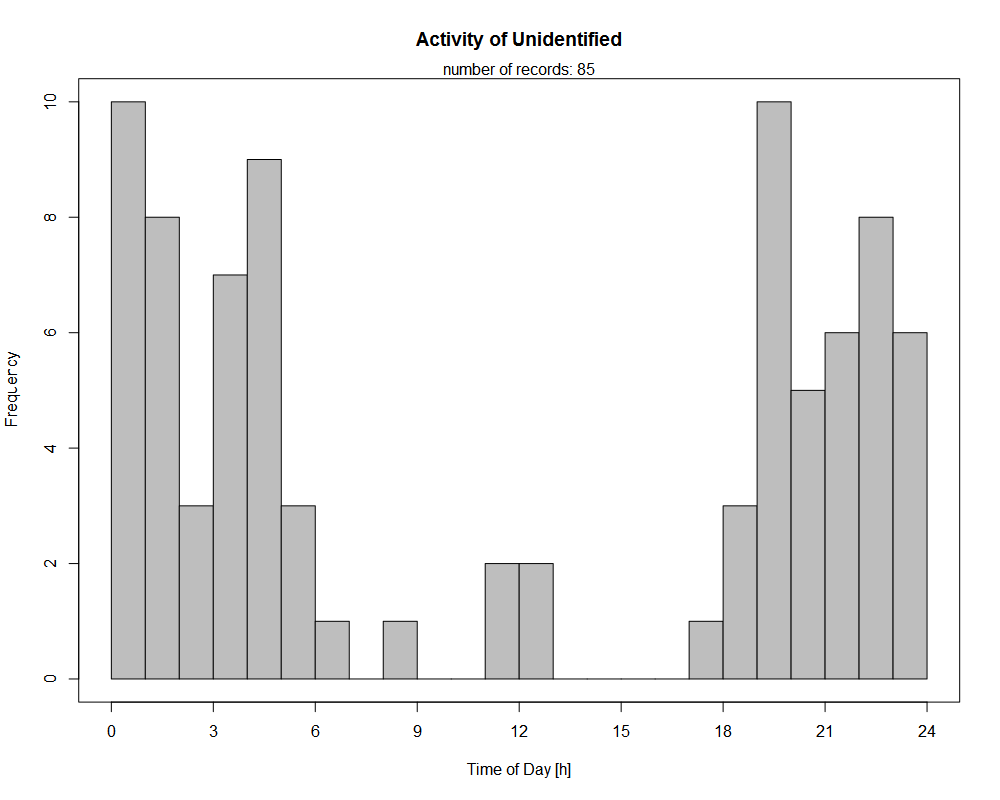 Activity of Unidentified
number of records: 85
Frequency
10
8
6
4
2
0
0 3 6 9 12 15 18 21 24
Time of Day [h]